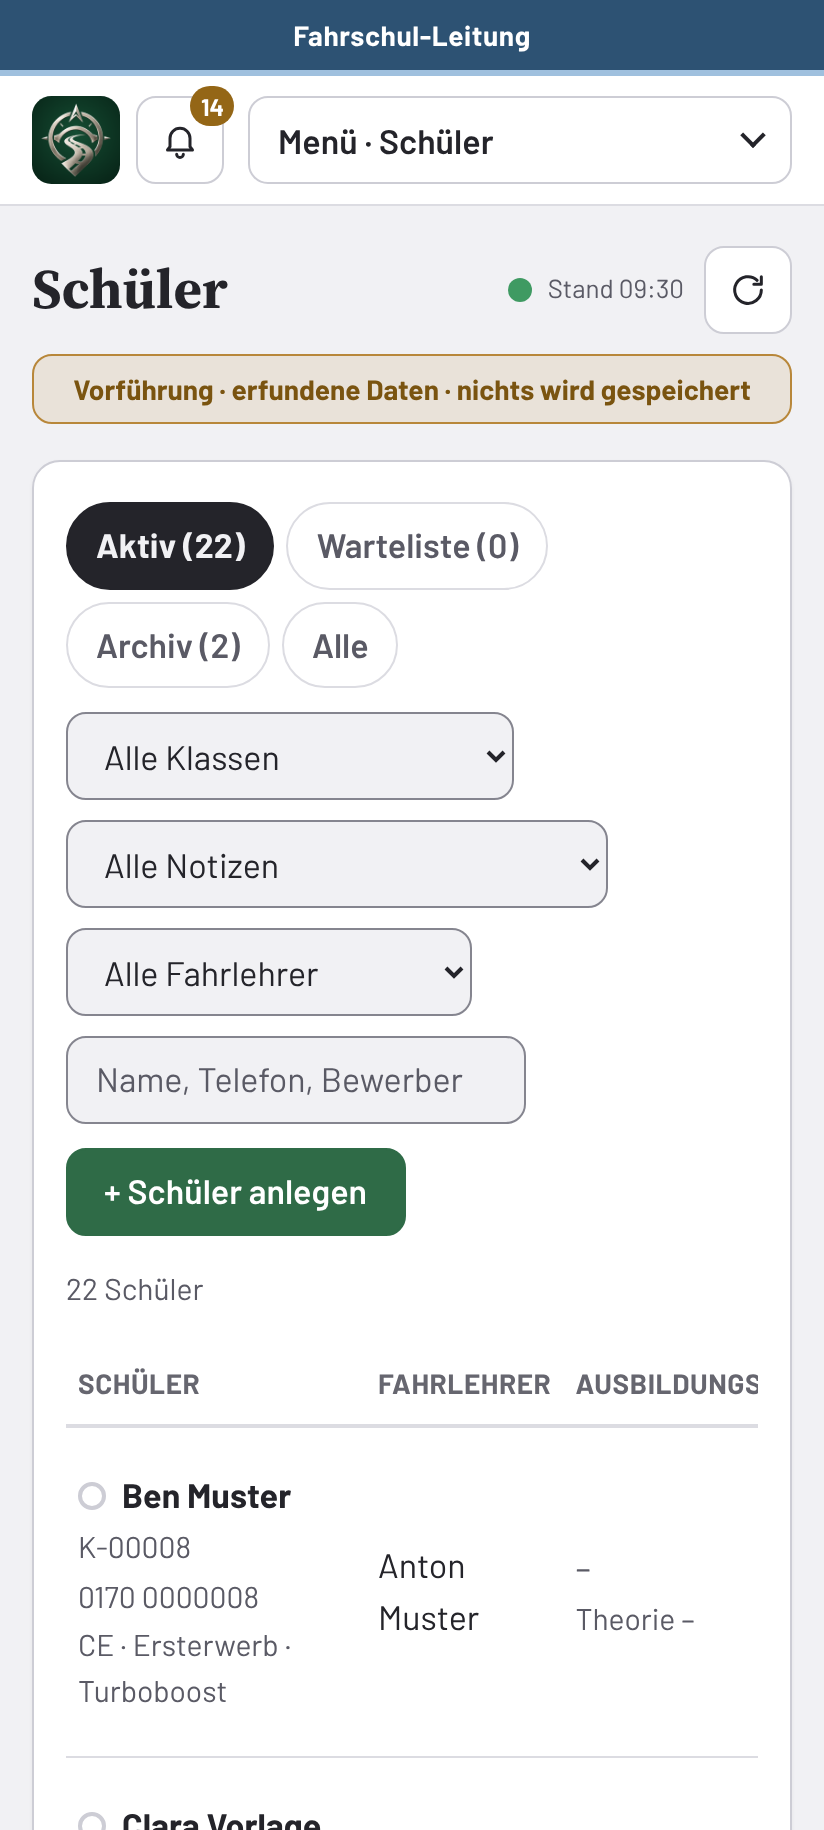 Fahrschul-Leitung
14
Menü · Schüler
Schüler
Stand 09:30
Vorführung · erfundene Daten · nichts wird gespeichert
Aktiv (22)
Warteliste (0)
Archiv (2)
Alle
Alle Klassen
Alle Notizen
Alle Fahrlehrer
Name, Telefon, Bewerber
+ Schüler anlegen
22 Schüler
SCHÜLER FAHRLEHRER AUSBILDUNGS
Ben Muster
K-00008
0170 0000008
CE · Ersterwerb ·
Turboboost
Anton
Muster
–
Theorie –
Clara Vorlage